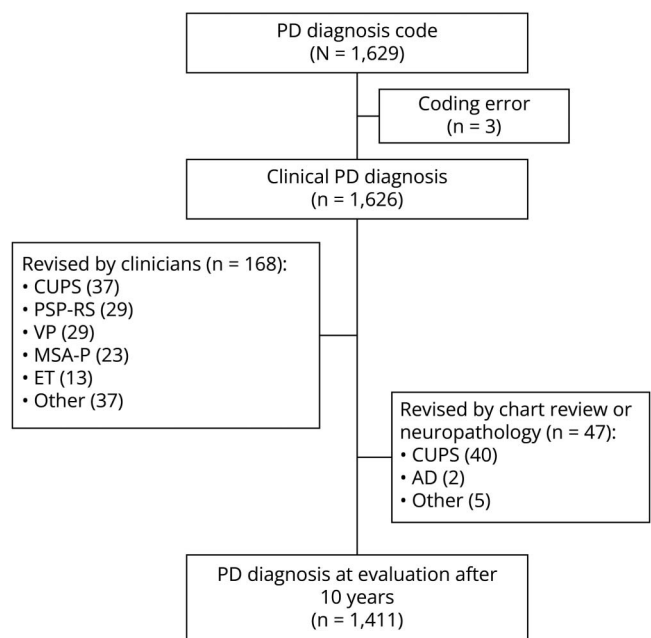 PD diagnosis code
(N = 1,629)
Coding error
(n = 3)
Clinical PD diagnosis
(n = 1,626)
Revised by clinicians (n = 168):
• CUPS (37)
• PSP-RS (29)
• VP (29)
• MSA-P (23)
• ET (13)
• Other (37)
Revised by chart review or
neuropathology (n = 47):
• CUPS (40)
• AD (2)
• Other (5)
PD diagnosis at evaluation after
10 years
(n = 1,411)